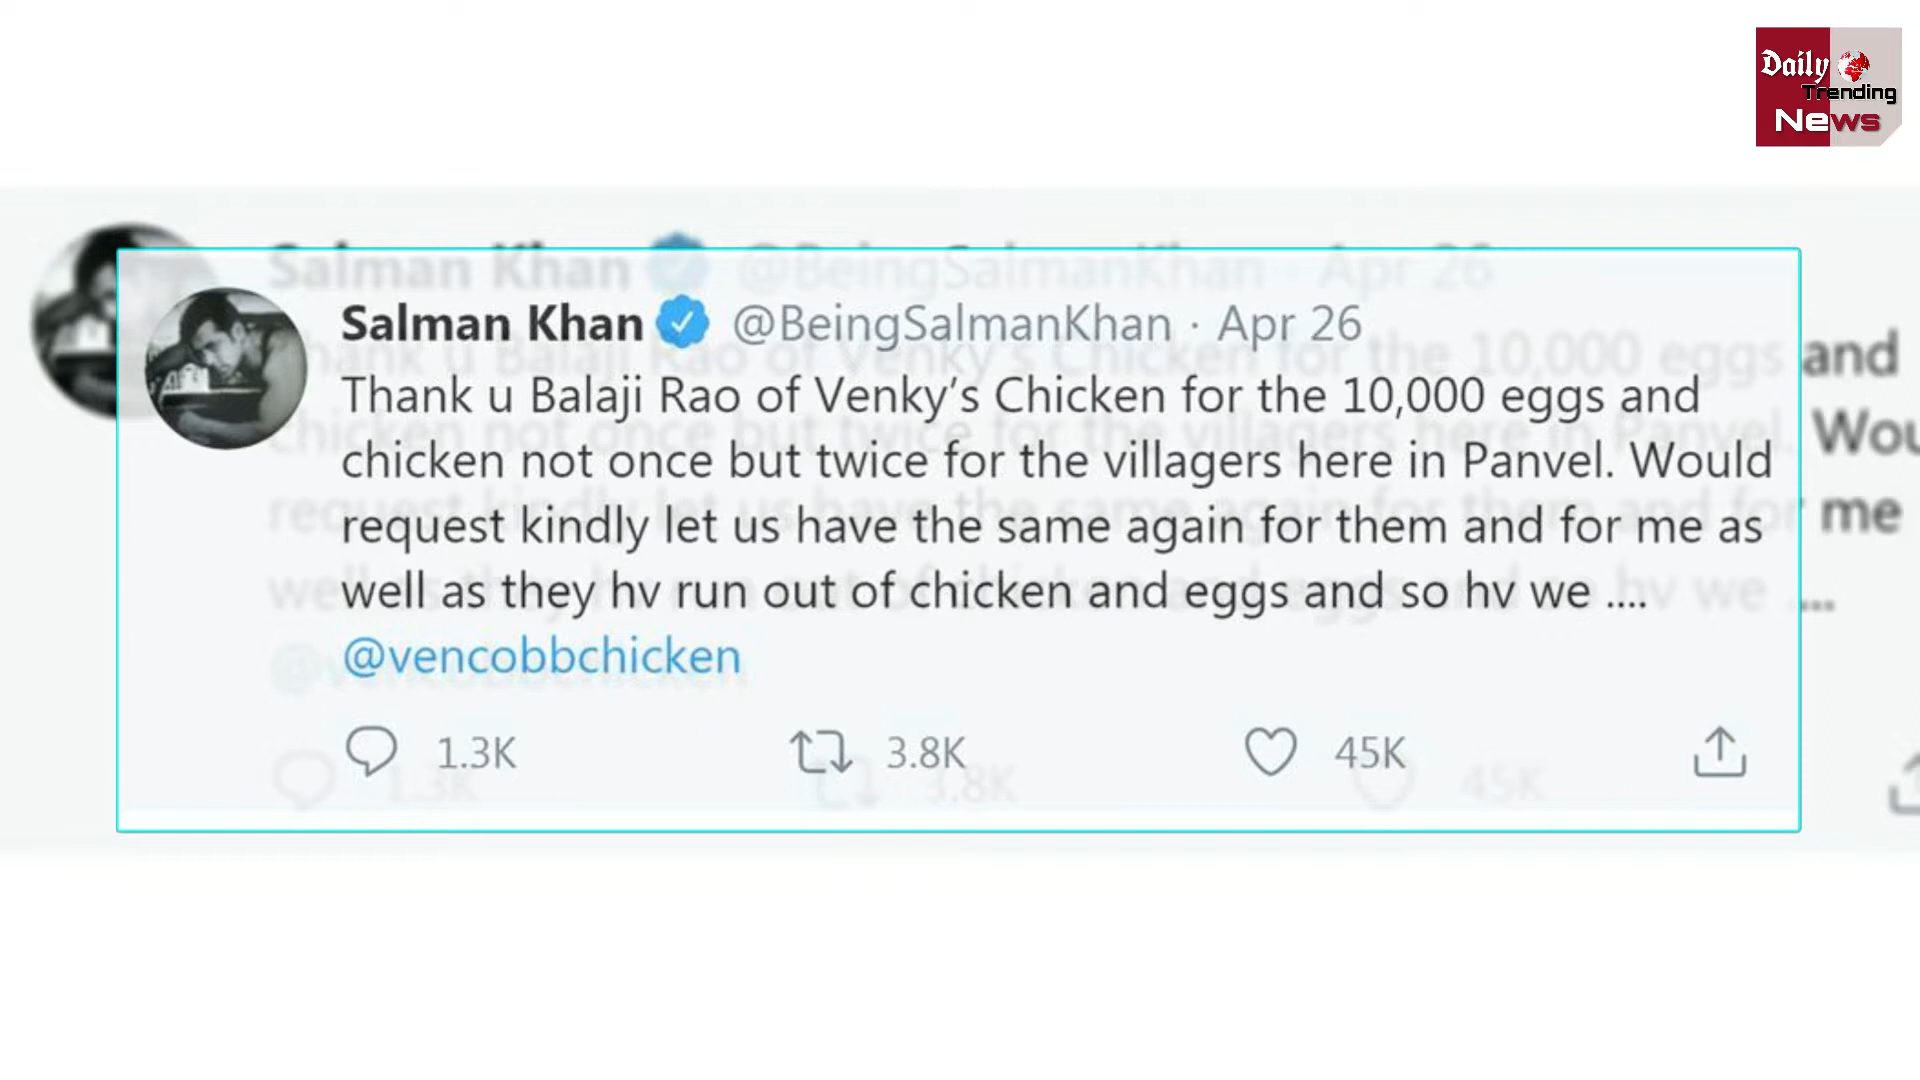 Daily
Trending
News
Salman Khan @BeingSalmanKhan · Apr 26
Thank u Balaji Rao of Venky's Chicken for the 10,000 eggs and
chicken not once but twice for the villagers here in Panvel. Would
request kindly let us have the same again for them and for me as
well as they hv run out of chicken and eggs and so hv we ....
@vencobbchicken
1.3K 3.8K 45K